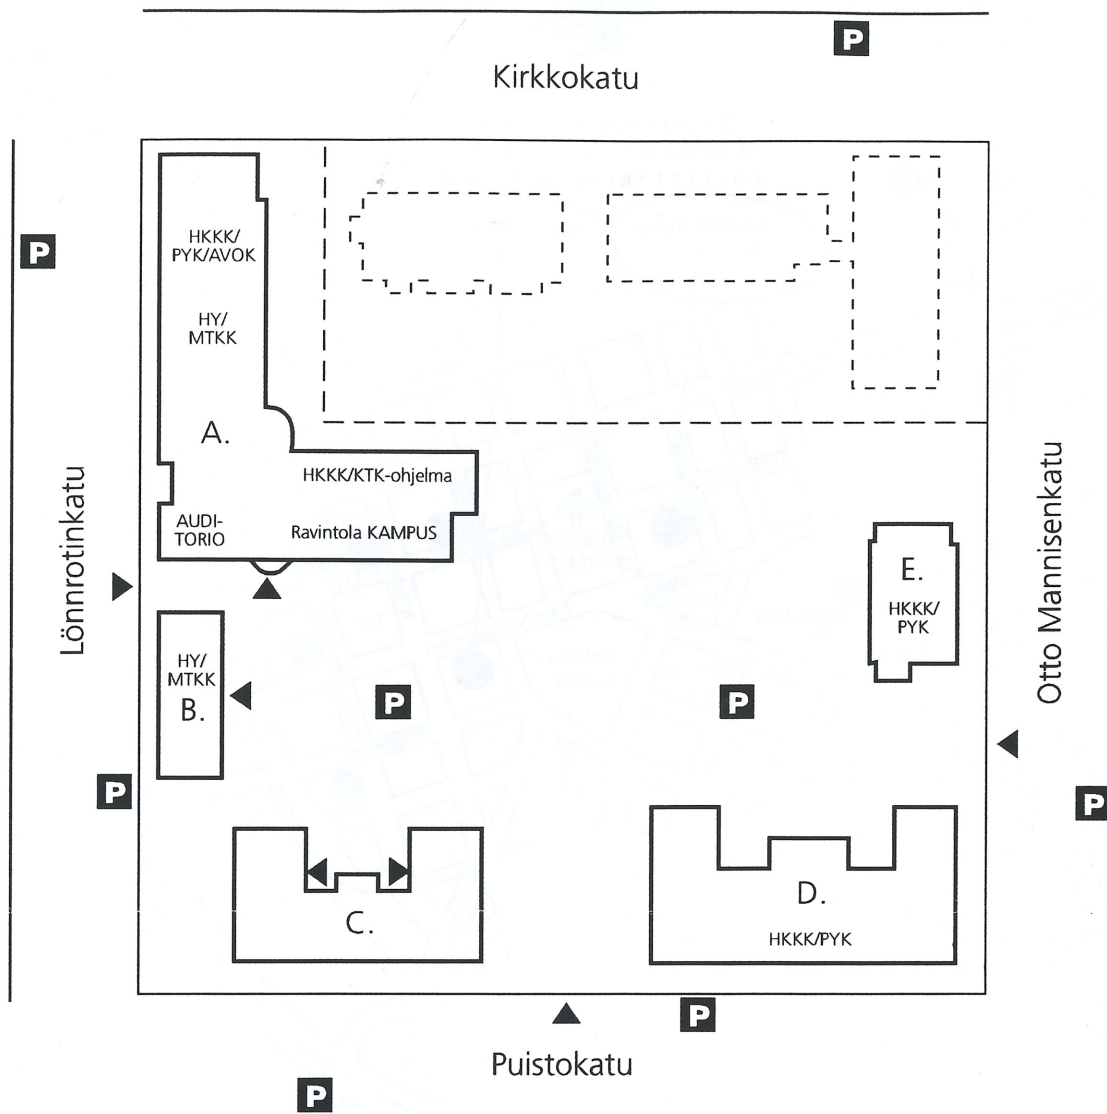 P
Kirkkokatu
P
HKKK/
PYK/AVOK
HY/
MTKK
A.
HKKK/KTK-ohjelma
AUDI-
TORIO
Ravintola KAMPUS
Lönnrotinkatu
Otto Mannisenkatu
E.
HKKK/
PYK
HY/
MTKK
B.
P
P
P
P
C.
D.
HKKK/PYK
P
Puistokatu
P